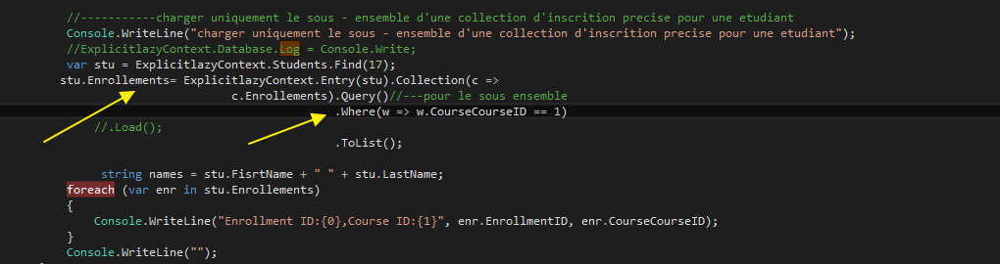 //-----------charger uniquement le sous - ensemble d'une collection d'inscrition precise pour une etudiant
Console.WriteLine("charger uniquement le sous - ensemble d'une collection d'inscrition precise pour une etudiant");
//ExplicitlazyContext.Database.Log = Console.Write;
var stu = ExplicitlazyContext.Students.Find(17);
stu.Enrollements= ExplicitlazyContext.Entry(stu).Collection(c =>
c.Enrollements).Query()//---pour le sous ensemble
.Where(w => w.CourseCourseID == 1)
//.Load();
.ToList();
string names = stu.FisrtName + " " + stu.LastName;
foreach (var enr in stu.Enrollements)
{
Console.WriteLine("Enrollment ID:{0},Course ID:{1}", enr.EnrollmentID, enr.CourseCourseID);
}
Console.WriteLine("");